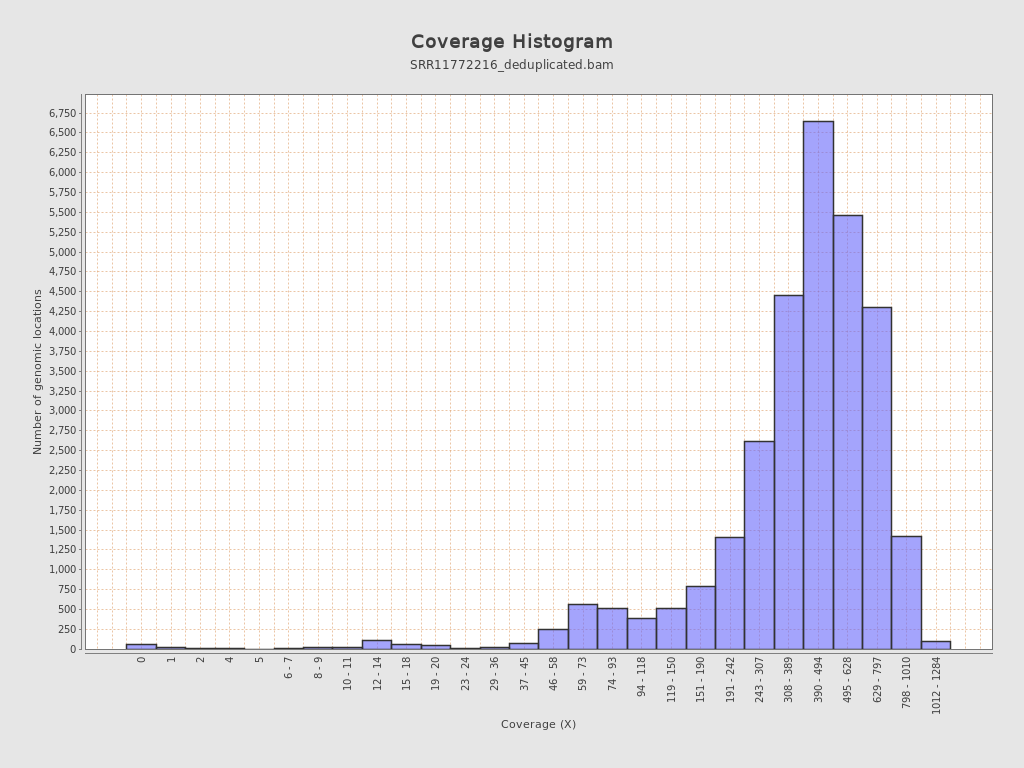 Coverage Histogram
SRR11772216_deduplicated.bam
Number of genomic locations
6,750
6,500
6,250
6,000
5,750
5,500
5,250
5,000
4,750
4,500
4,250
4,000
3,750
3,500
3,250
3,000
2,750
2,500
2,250
2,000
1,750
1,500
1,250
1,000
750
500
250
0
0
1
2
4
5
6 - 7
8 - 9
10 - 11
12 - 14
15 - 18
19 - 20
23 - 24
29 - 36
37 - 45
46 - 58
59 - 73
74 - 93
94 - 118
119 - 150
151 - 190
191 - 242
243 - 307
308 - 389
390 - 494
495 - 628
629 - 797
798 - 1010
1012 - 1284
Coverage (X)